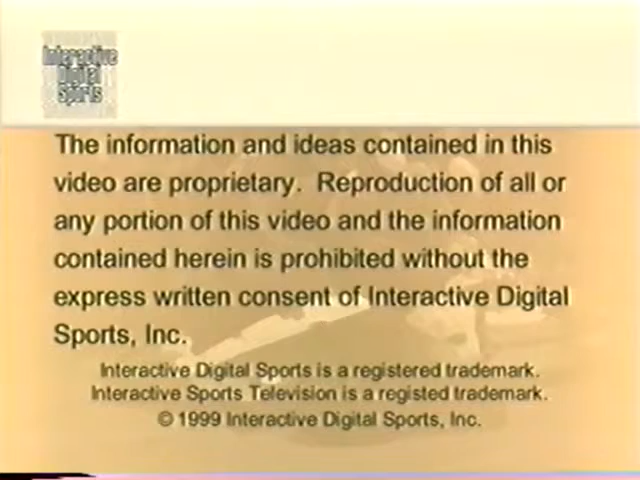 Interactive
Digital
Sports
The information and ideas contained in this
video are proprietary. Reproduction of all or
any portion of this video and the information
contained herein is prohibited without the
express written consent of Interactive Digital
Sports, Inc.
Interactive Digital Sports is a registered trademark.
Interactive Sports Television is a registed trademark.
© 1999 Interactive Digital Sports, Inc.